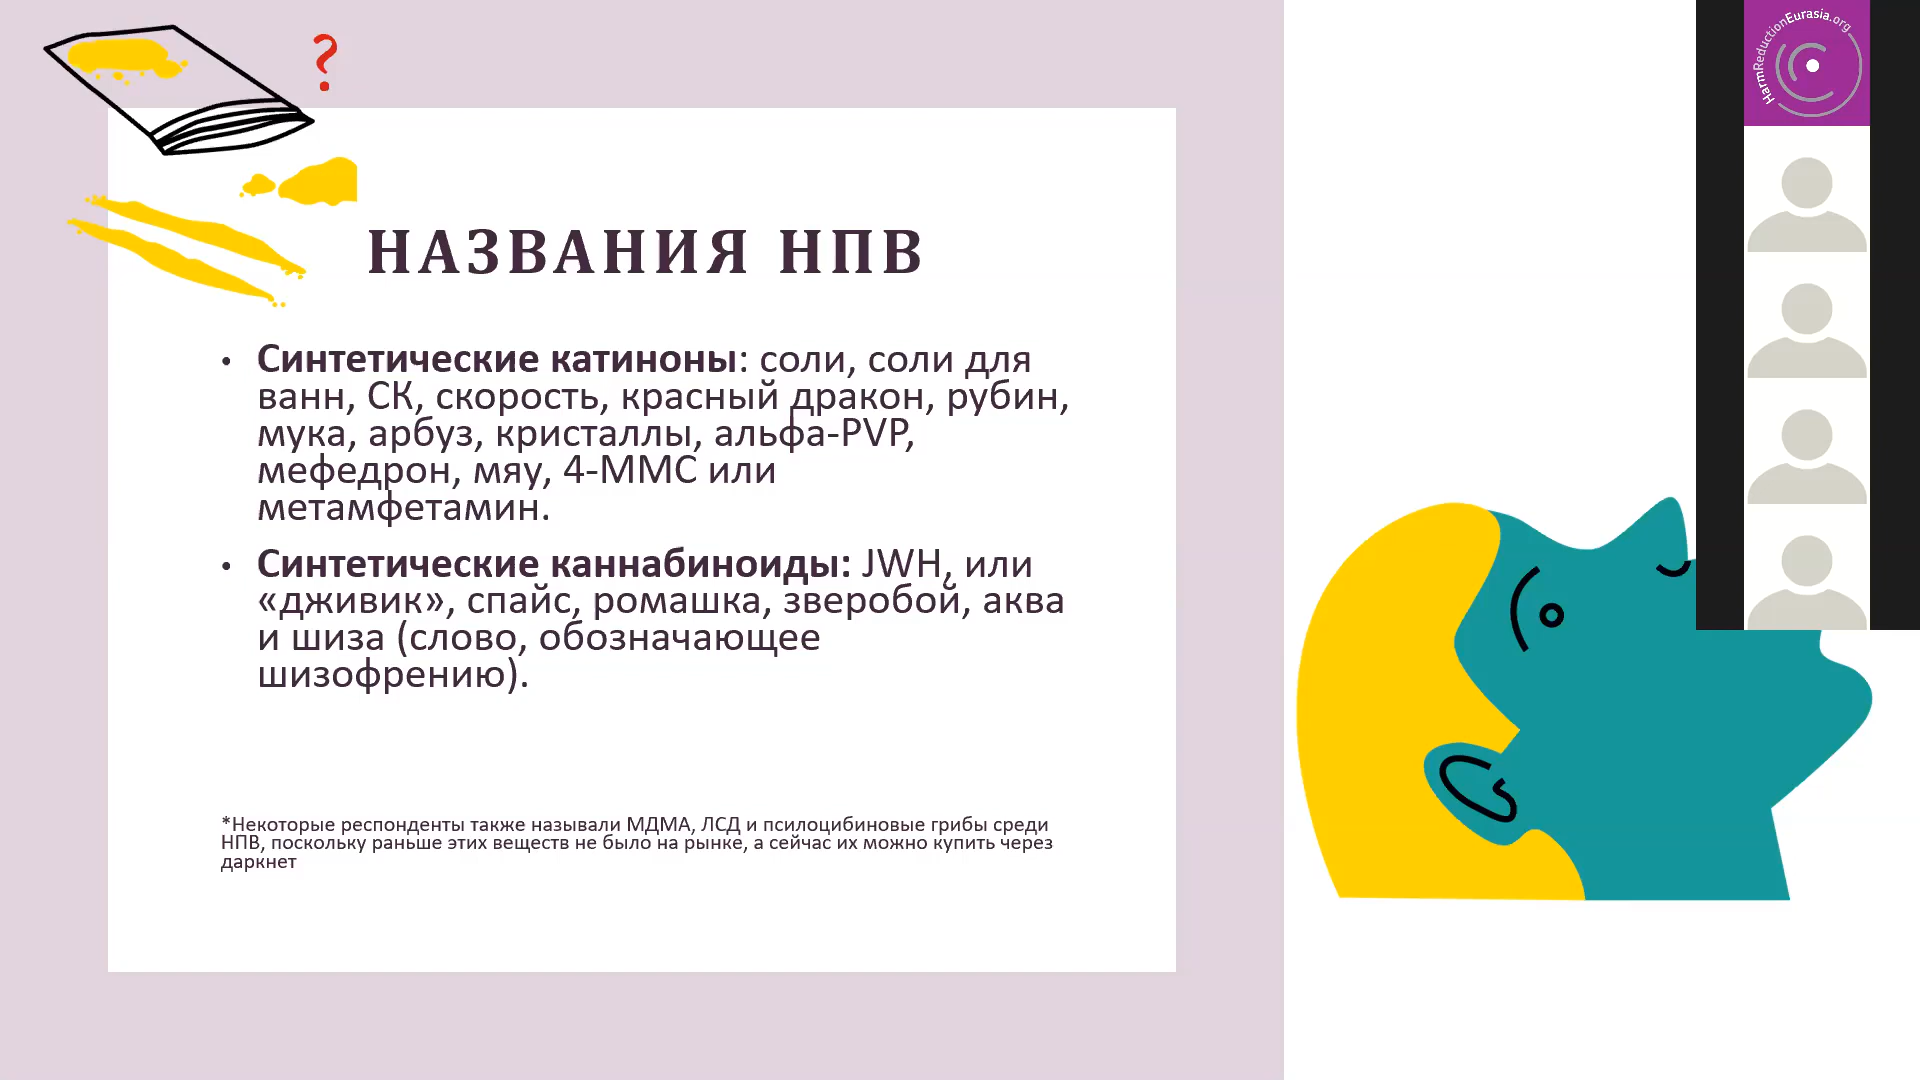 ?
HarmReductionEurasia.org
НАЗВАНИЯ НПВ
• Синтетические катиноны: соли, соли для
ванн, СК, скорость, красный дракон, рубин,
мука, арбуз, кристаллы, альфа-PVP,
мефедрон, мяу, 4-ММС или
метамфетамин.
• Синтетические каннабиноиды: JWH, или
«дживик», спайс, ромашка, зверобой, аква
и шиза (слово, обозначающее
шизофрению).
*Некоторые респонденты также называли МДМА, ЛСД и псилоцибиновые грибы среди
НПВ, поскольку раньше этих веществ не было на рынке, а сейчас их можно купить через
даркнет